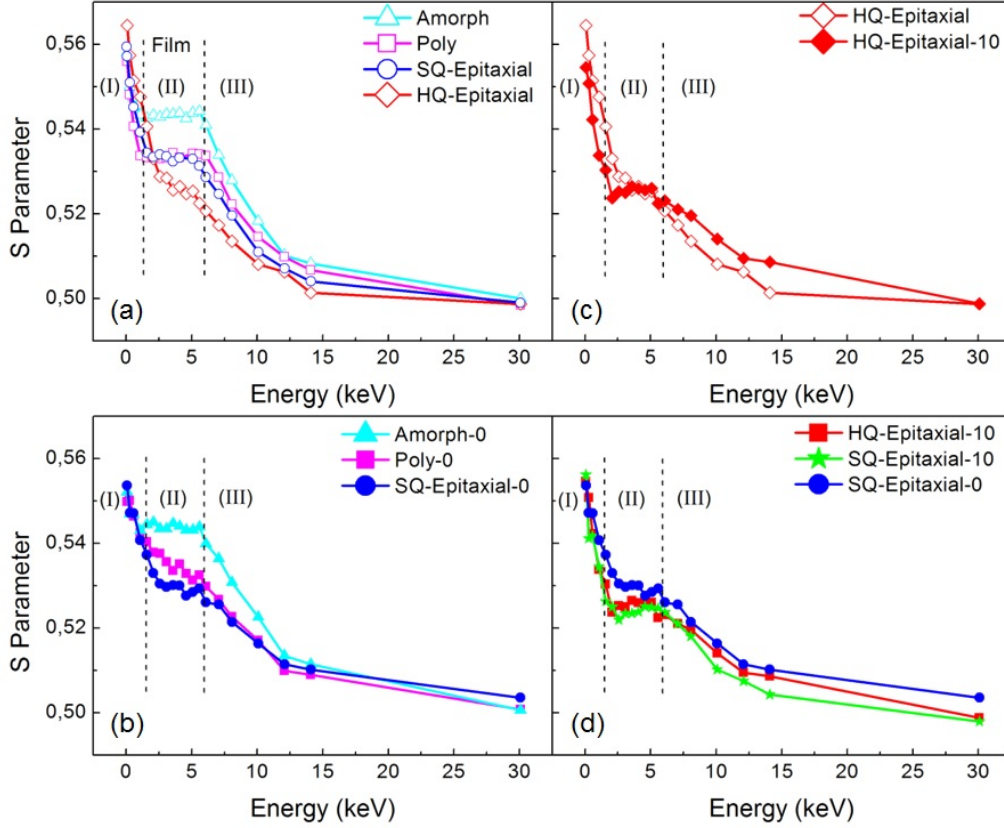 Amorph
Poly
SQ-Epitaxial
HQ-Epitaxial
Film
(I)
(II)
(III)
0,56
0,54
0,52
0,50
S Parameter
(a)
0 5 10 15 20 25 30
Energy (keV)
HQ-Epitaxial
HQ-Epitaxial-10
(I)
(II)
(III)
(c)
0 5 10 15 20 25 30
Energy (keV)
Amorph-0
Poly-0
SQ-Epitaxial-0
(I)
(II)
(III)
0,56
0,54
0,52
0,50
S Parameter
(b)
0 5 10 15 20 25 30
Energy (keV)
HQ-Epitaxial-10
SQ-Epitaxial-10
SQ-Epitaxial-0
(I)
(II)
(III)
(d)
0 5 10 15 20 25 30
Energy (keV)